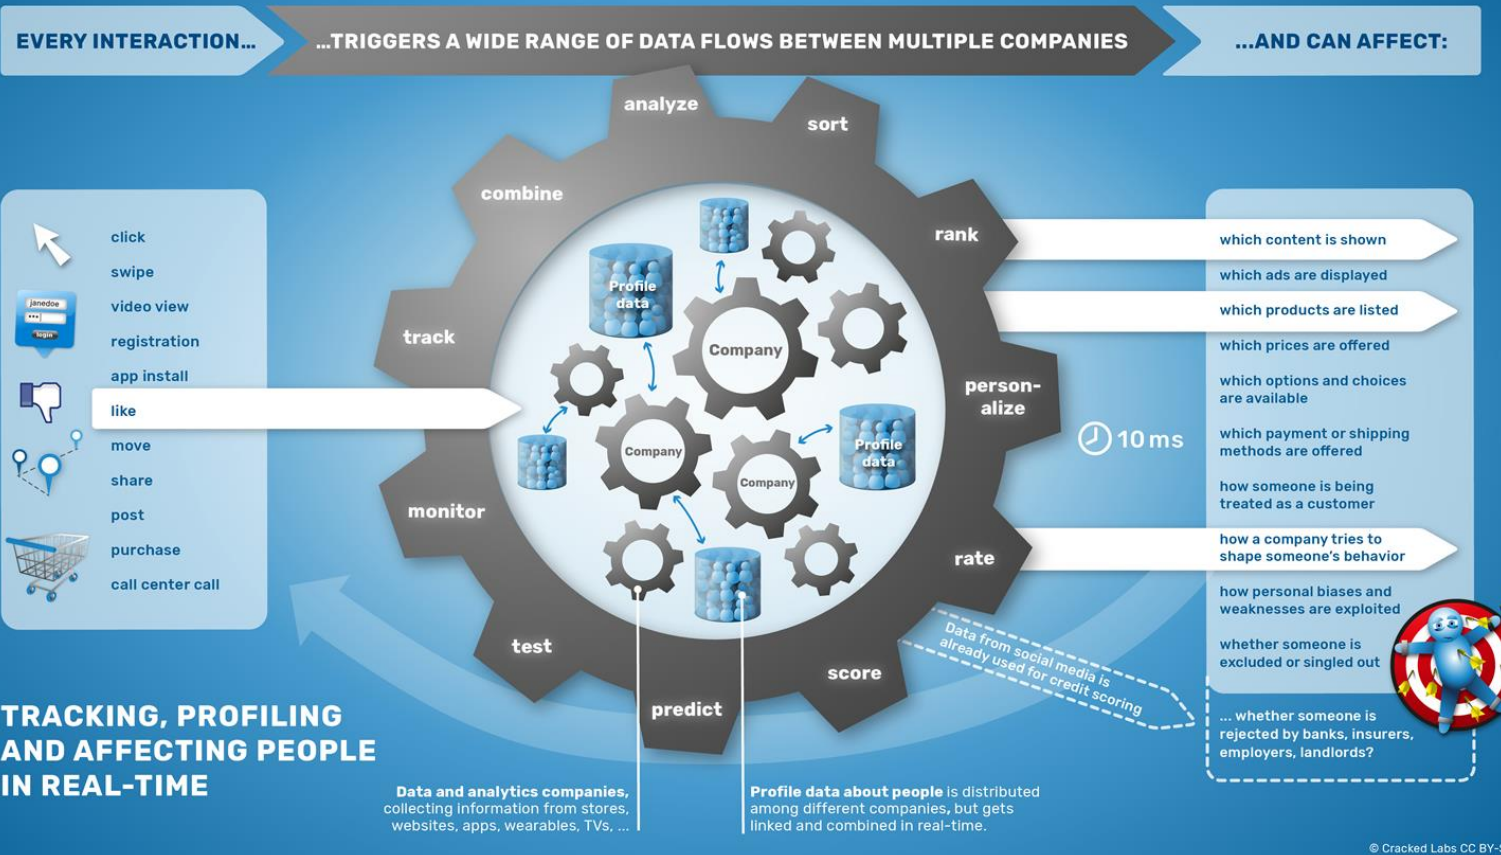 EVERY INTERACTION...
...TRIGGERS A WIDE RANGE OF DATA FLOWS BETWEEN MULTIPLE COMPANIES
...AND CAN AFFECT:
click
swipe
video view
registration
app install
like
move
share
post
purchase
call center call
janedoe
login
analyze
sort
combine
rank
track
person-
alize
monitor
rate
test
score
predict
Profile
data
Company
Company
Company
Profile
data
10 ms
which content is shown
which ads are displayed
which products are listed
which prices are offered
which options and choices
are available
which payment or shipping
methods are offered
how someone is being
treated as a customer
how a company tries to
shape someone's behavior
how personal biases and
weaknesses are exploited
whether someone is
excluded or singled out
Data from social media is
already used for credit scoring
... whether someone is
rejected by banks, insurers,
employers, landlords?
TRACKING, PROFILING
AND AFFECTING PEOPLE
IN REAL-TIME
Data and analytics companies,
collecting information from stores,
websites, apps, wearables, TVs, ...
Profile data about people is distributed
among different companies, but gets
linked and combined in real-time.
© Cracked Labs CC BY-S